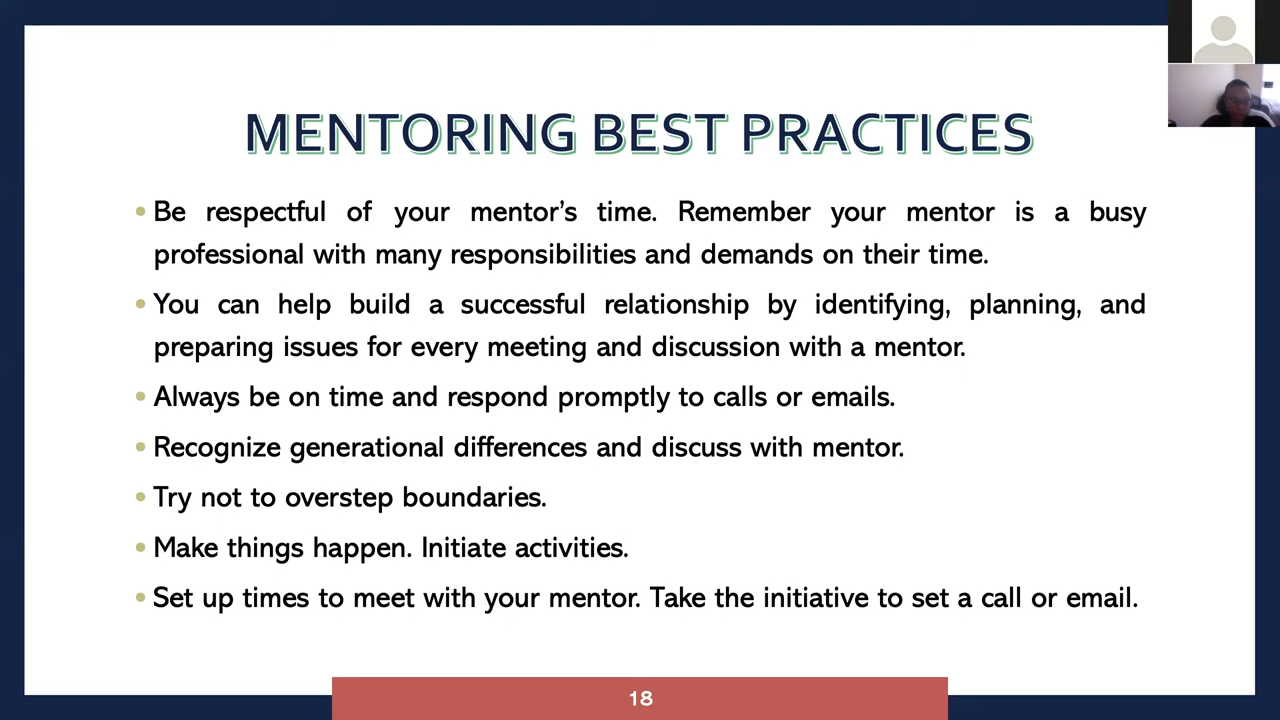 MENTORING BEST PRACTICES
• Be respectful of your mentor’s time. Remember your mentor is a busy
professional with many responsibilities and demands on their time.
• You can help build a successful relationship by identifying, planning, and
preparing issues for every meeting and discussion with a mentor.
• Always be on time and respond promptly to calls or emails.
• Recognize generational differences and discuss with mentor.
• Try not to overstep boundaries.
• Make things happen. Initiate activities.
• Set up times to meet with your mentor. Take the initiative to set a call or email.
18